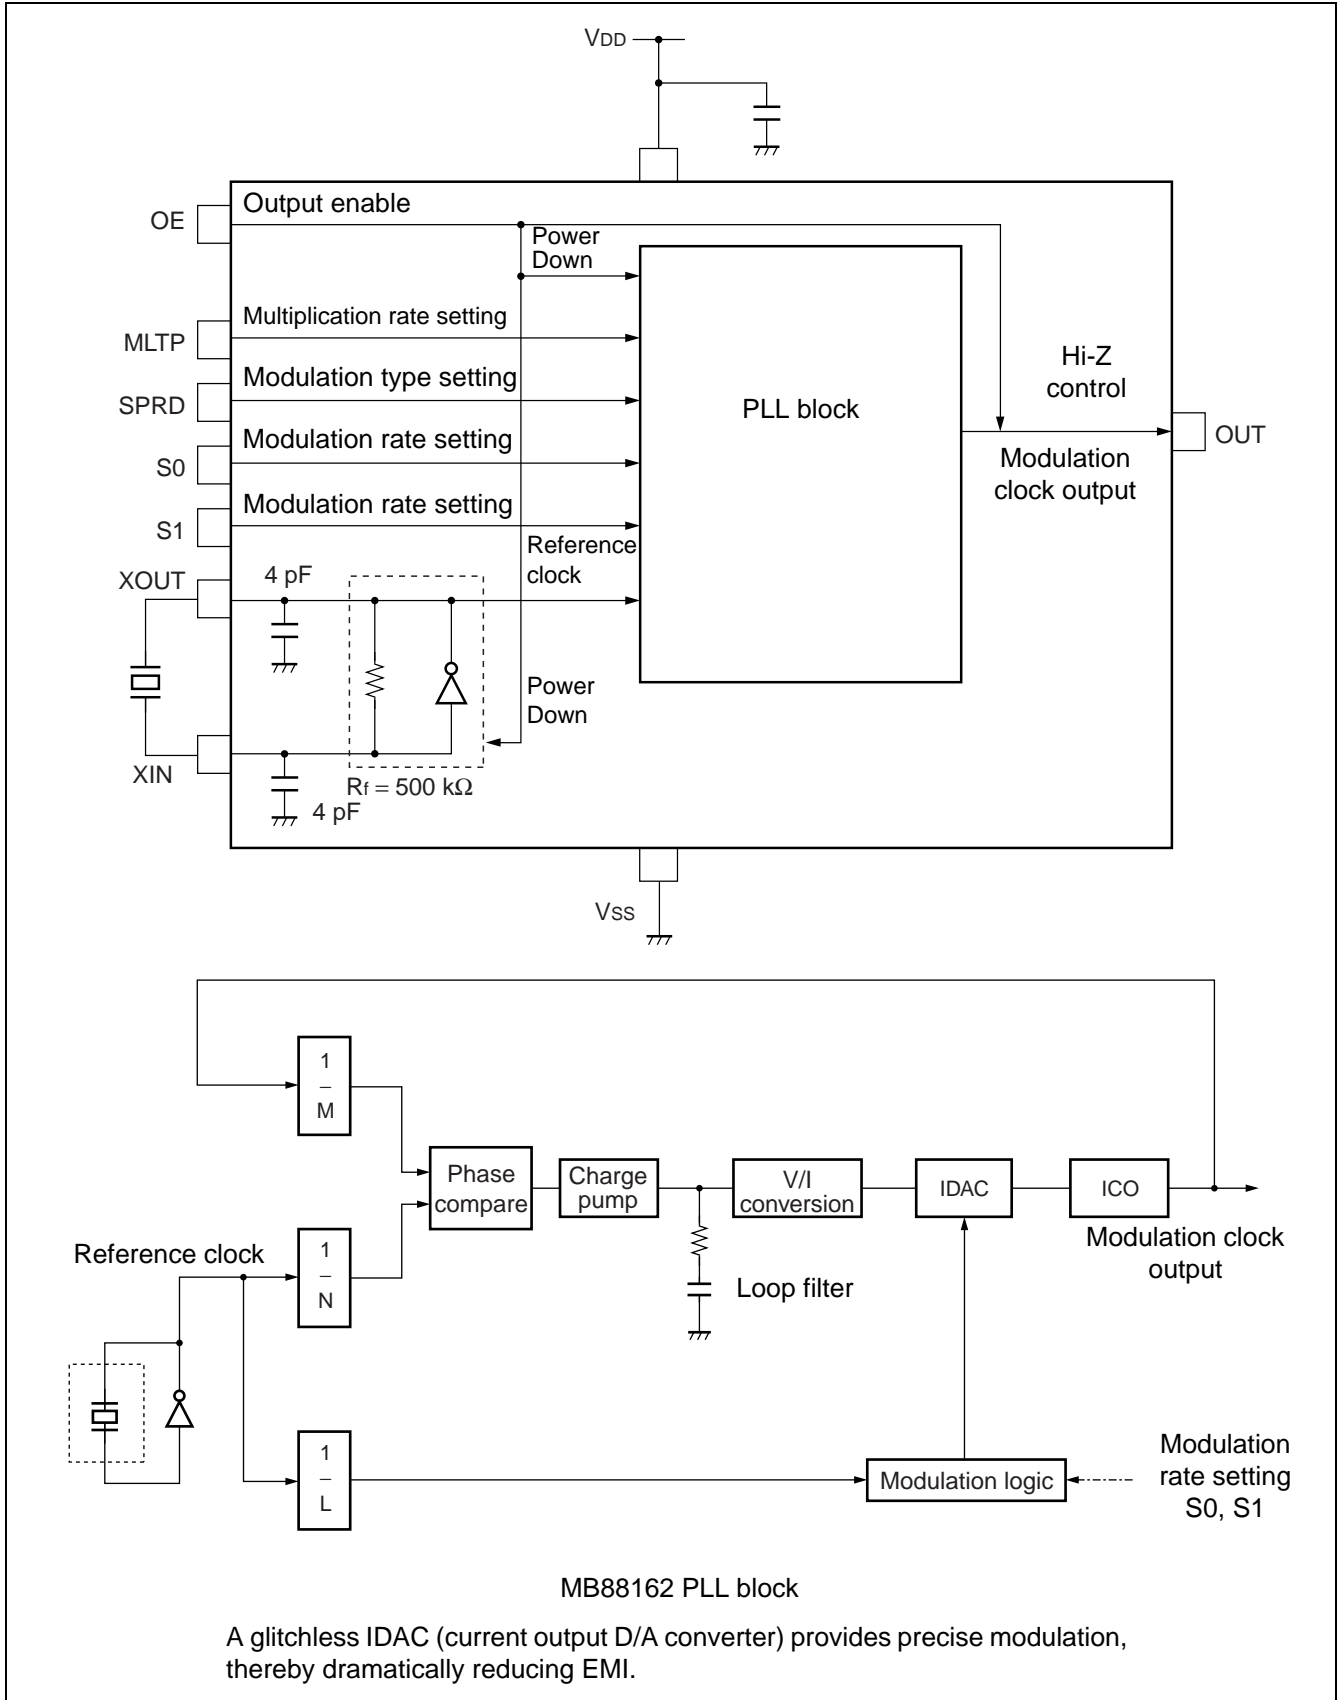 VDD
OE
Output enable
Power
Down
MLTP
Multiplication rate setting
SPRD
Modulation type setting
S0
Modulation rate setting
S1
Modulation rate setting
PLL block
Hi-Z
control
OUT
Modulation
clock output
XOUT
4 pF
Reference
clock
Power
Down
XIN
4 pF
Rf = 500 kΩ
VSS
1
M
Phase
compare
Charge
pump
V/I
conversion
IDAC
ICO
Modulation clock
output
Reference clock
1
N
Loop filter
1
L
Modulation logic
Modulation
rate setting
S0, S1
MB88162 PLL block
A glitchless IDAC (current output D/A converter) provides precise modulation,
thereby dramatically reducing EMI.